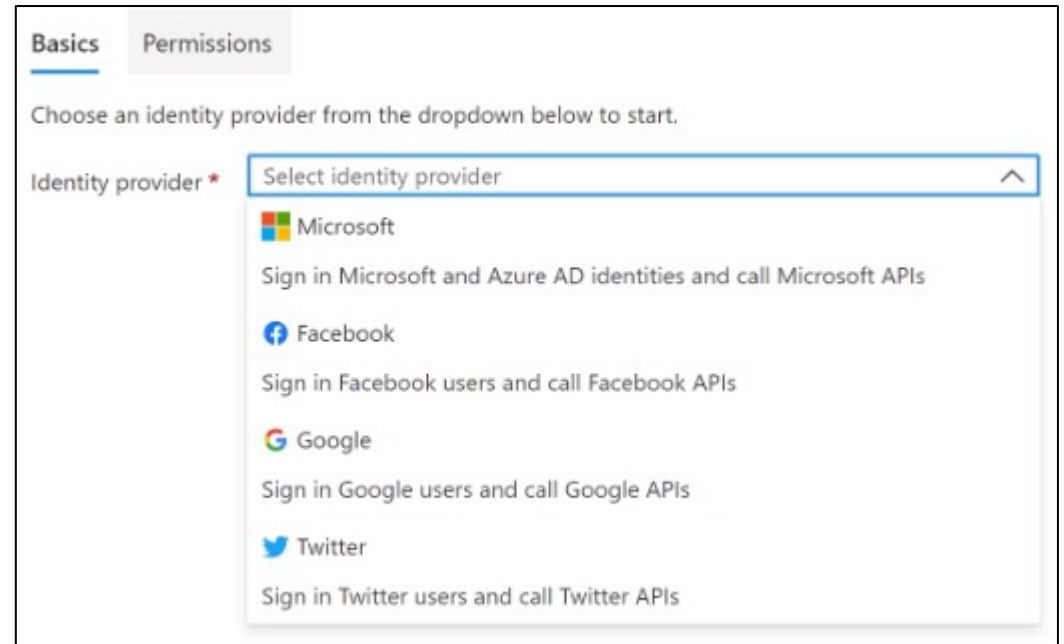 Basics Permissions
Choose an identity provider from the dropdown below to start.
Identity provider * Select identity provider
Microsoft
Sign in Microsoft and Azure AD identities and call Microsoft APIs
Facebook
Sign in Facebook users and call Facebook APIs
Google
Sign in Google users and call Google APIs
Twitter
Sign in Twitter users and call Twitter APIs